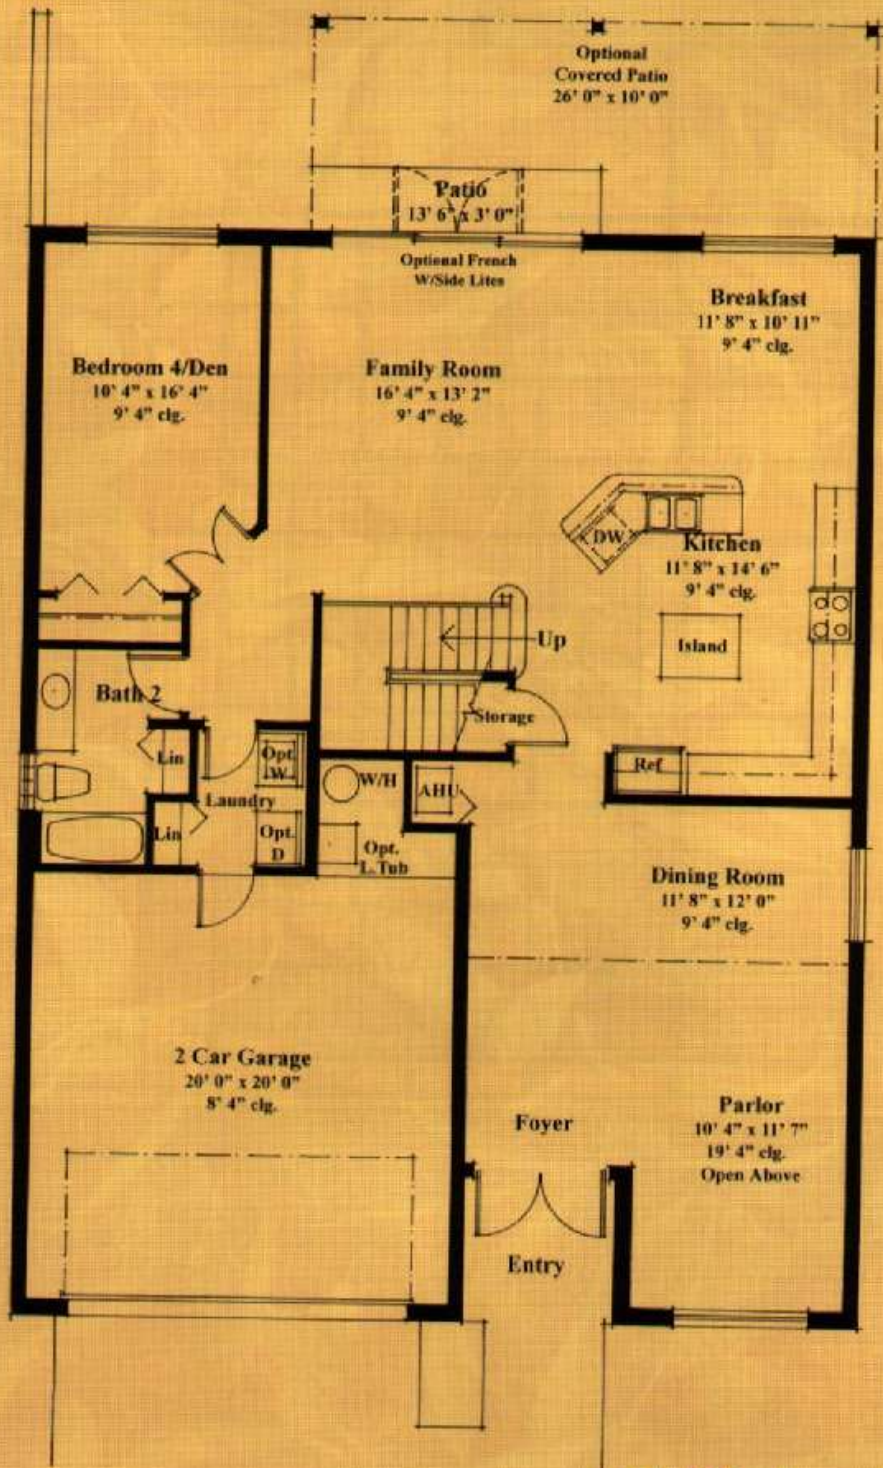 Optional
Covered Patio
26' 0" x 10' 0"
Patio
13' 6" x 3' 0"
Optional French
W/Side Lites
Breakfast
11' 8" x 10' 11"
9' 4" clg.
Bedroom 4/Den
10' 4" x 16' 4"
9' 4" clg.
Family Room
16' 4" x 13' 2"
9' 4" clg.
DW
Kitchen
11' 8" x 14' 6"
9' 4" clg.
Island
Up
Bath 2
Storage
Lin
Opt.
W
Ref
W/H
AHU
Laundry
Lin
Opt.
D
Opt.
L.Tub
Dining Room
11' 8" x 12' 0"
9' 4" clg.
2 Car Garage
20' 0" x 20' 0"
8' 4" clg.
Foyer
Parlor
10' 4" x 11' 7"
19' 4" clg.
Open Above
Entry